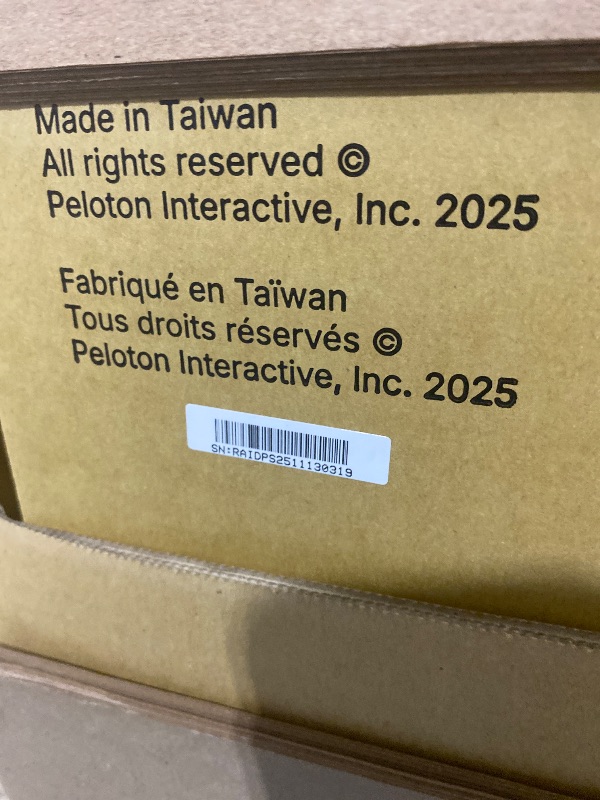 Made in Taiwan
All rights reserved ©
Peloton Interactive, Inc. 2025
Fabriqué en Taïwan
Tous droits réservés ©
Peloton Interactive, Inc. 2025
SN:RAIDPS2511130319